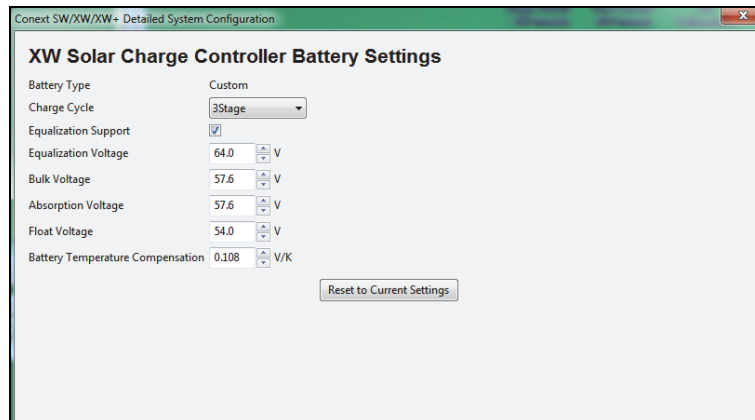 Conext SW/XW/XW+ Detailed System Configuration
XW Solar Charge Controller Battery Settings
Battery Type Custom
Charge Cycle 3Stage
Equalization Support
Equalization Voltage 64.0 V
Bulk Voltage 57.6 V
Absorption Voltage 57.6 V
Float Voltage 54.0 V
Battery Temperature Compensation 0.108 V/K
Reset to Current Settings